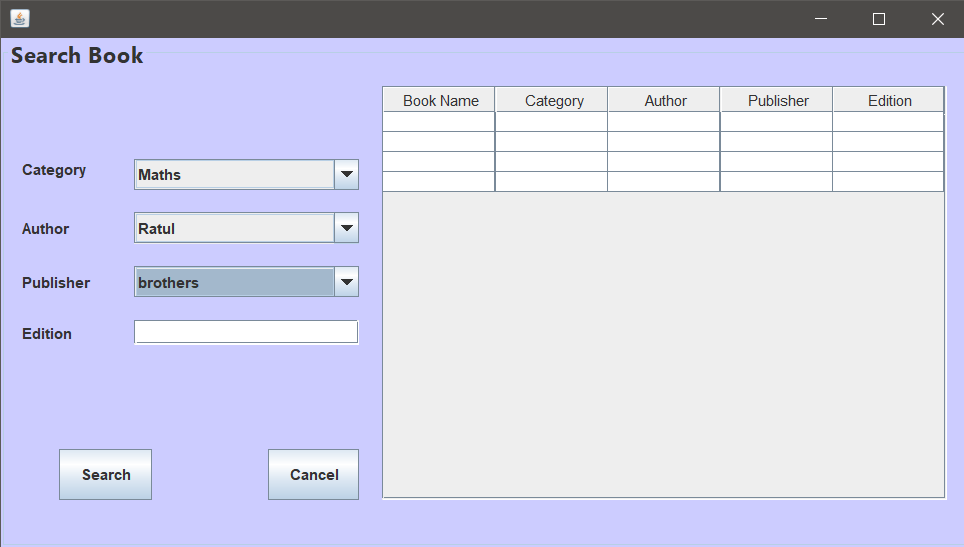 Search Book
Book Name Category Author Publisher Edition
Category Maths
Author Ratul
Publisher brothers
Edition
Search Cancel